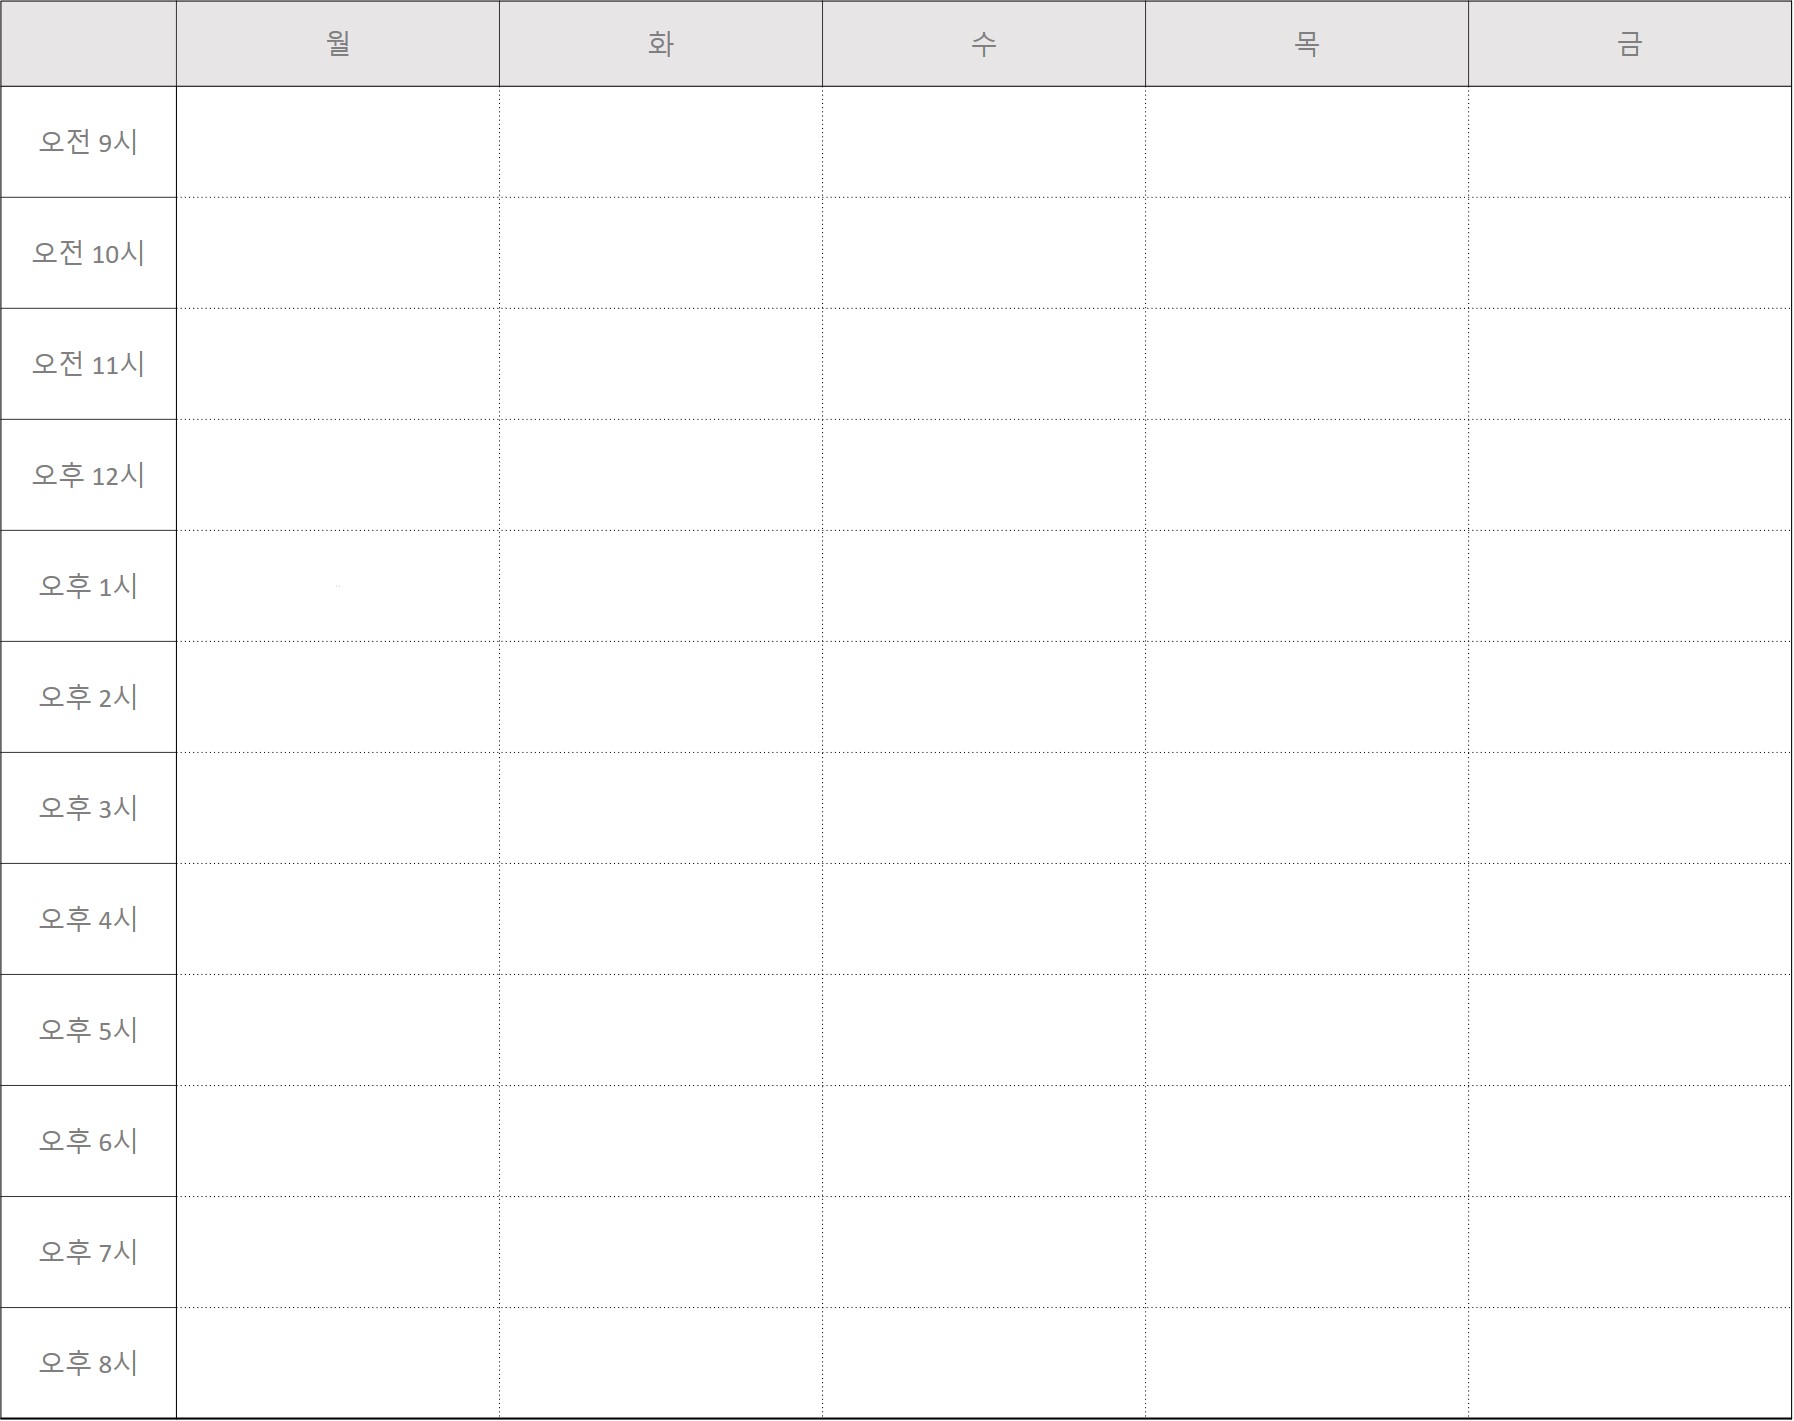 월 화 수 목 금
오전 9시
오전 10시
오전 11시
오후 12시
오후 1시
오후 2시
오후 3시
오후 4시
오후 5시
오후 6시
오후 7시
오후 8시